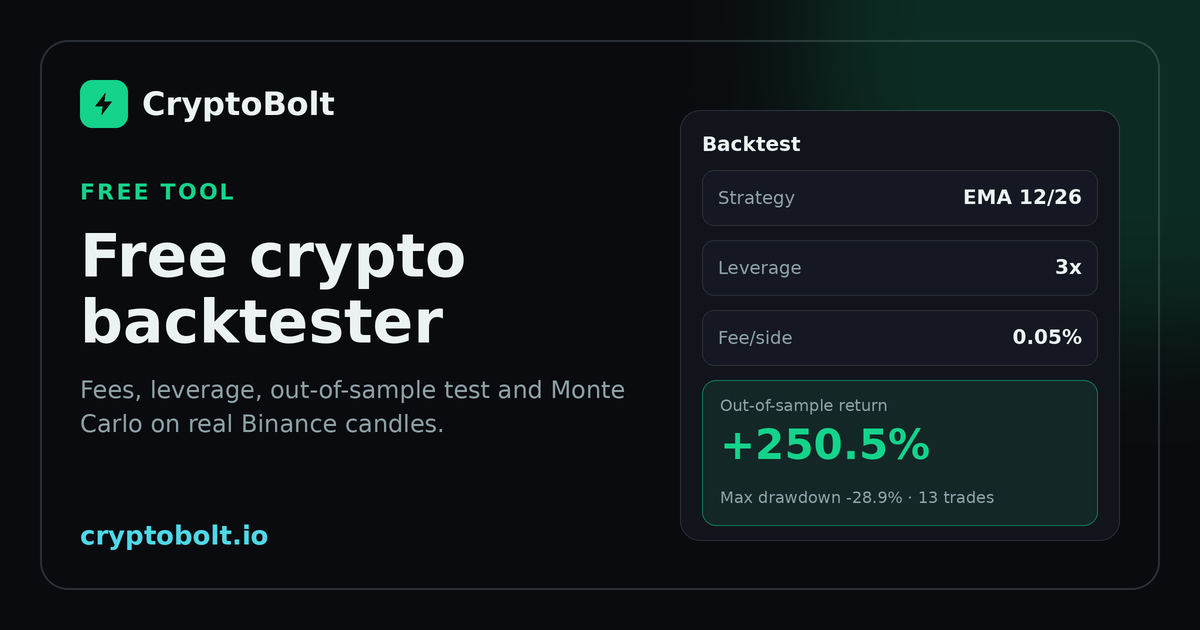 CryptoBolt
FREE TOOL
Free crypto
backtester
Fees, leverage, out-of-sample test and Monte
Carlo on real Binance candles.
cryptobolt.io
Backtest
Strategy EMA 12/26
Leverage 3x
Fee/side 0.05%
Out-of-sample return
+250.5%
Max drawdown -28.9% · 13 trades